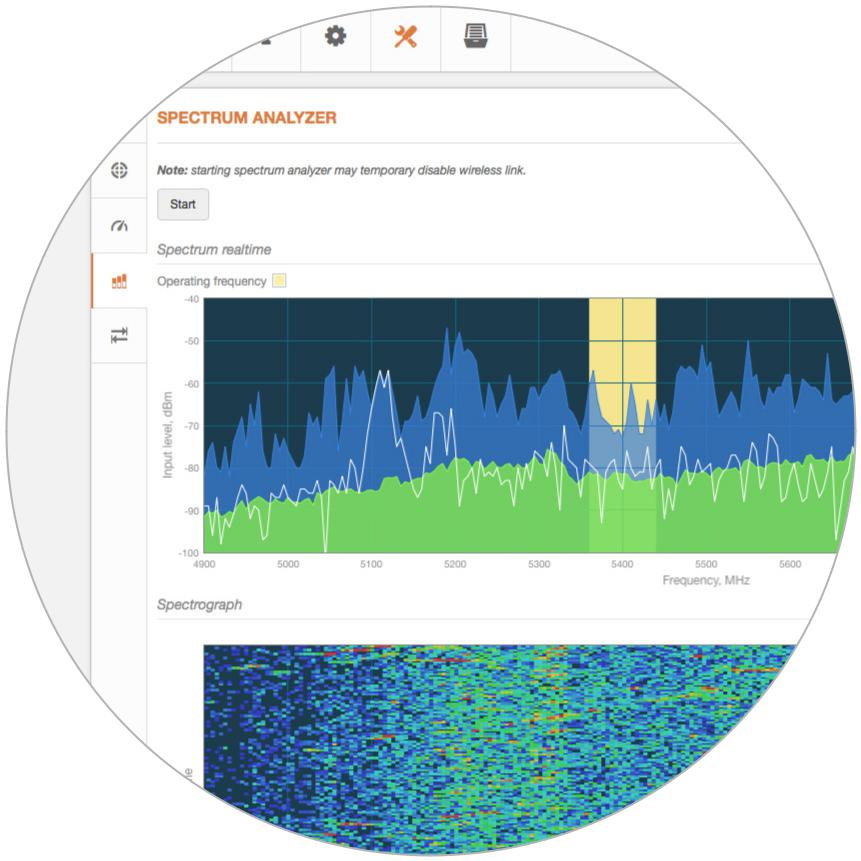 SPECTRUM ANALYZER
Note: starting spectrum analyzer may temporary disable wireless link.
Start
Spectrum realtime
Operating frequency
-40
-50
-60
-70
-80
-90
-100
Input level, dBm
4900 5000 5100 5200 5300 5400 5500 5600
Frequency, MHz
Spectrograph